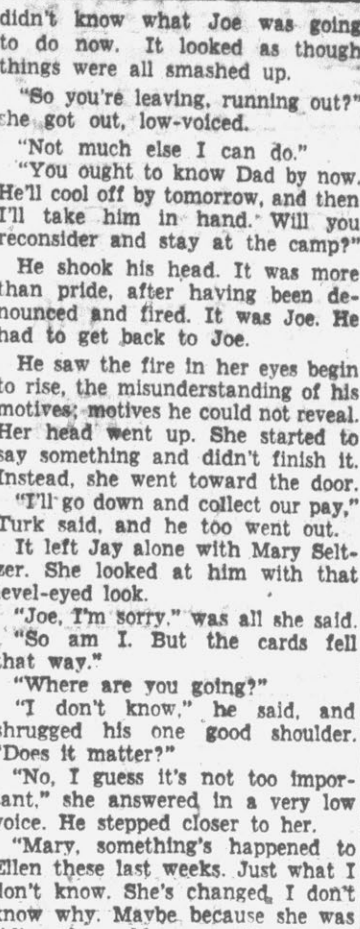 didn't know what Joe was going
to do now. It looked as though
things were all smashed up.
"So you're leaving, running out?"
she got out, low-voiced.
"Not much else I can do."
"You ought to know Dad by now.
He'll cool off by tomorrow, and then
I'll take him in hand. Will you
reconsider and stay at the camp?"
He shook his head. It was more
than pride, after having been de-
nounced and fired. It was Joe. He
had to get back to Joe.
He saw the fire in her eyes begin
to rise, the misunderstanding of his
motives; motives he could not reveal.
Her head went up. She started to
say something and didn't finish it.
Instead, she went toward the door.
"I'll go down and collect our pay,"
Turk said, and he too went out.
It left Jay alone with Mary Selt-
zer. She looked at him with that
level-eyed look.
"Joe, I'm sorry," was all she said.
"So am I. But the cards fell
that way."
"Where are you going?"
"I don't know," he said, and
shrugged his one good shoulder.
"Does it matter?"
"No, I guess it's not too impor-
tant," she answered in a very low
voice. He stepped closer to her.
"Mary, something's happened to
Ellen these last weeks. Just what I
don't know. She's changed, I don't
know why. Maybe because she was